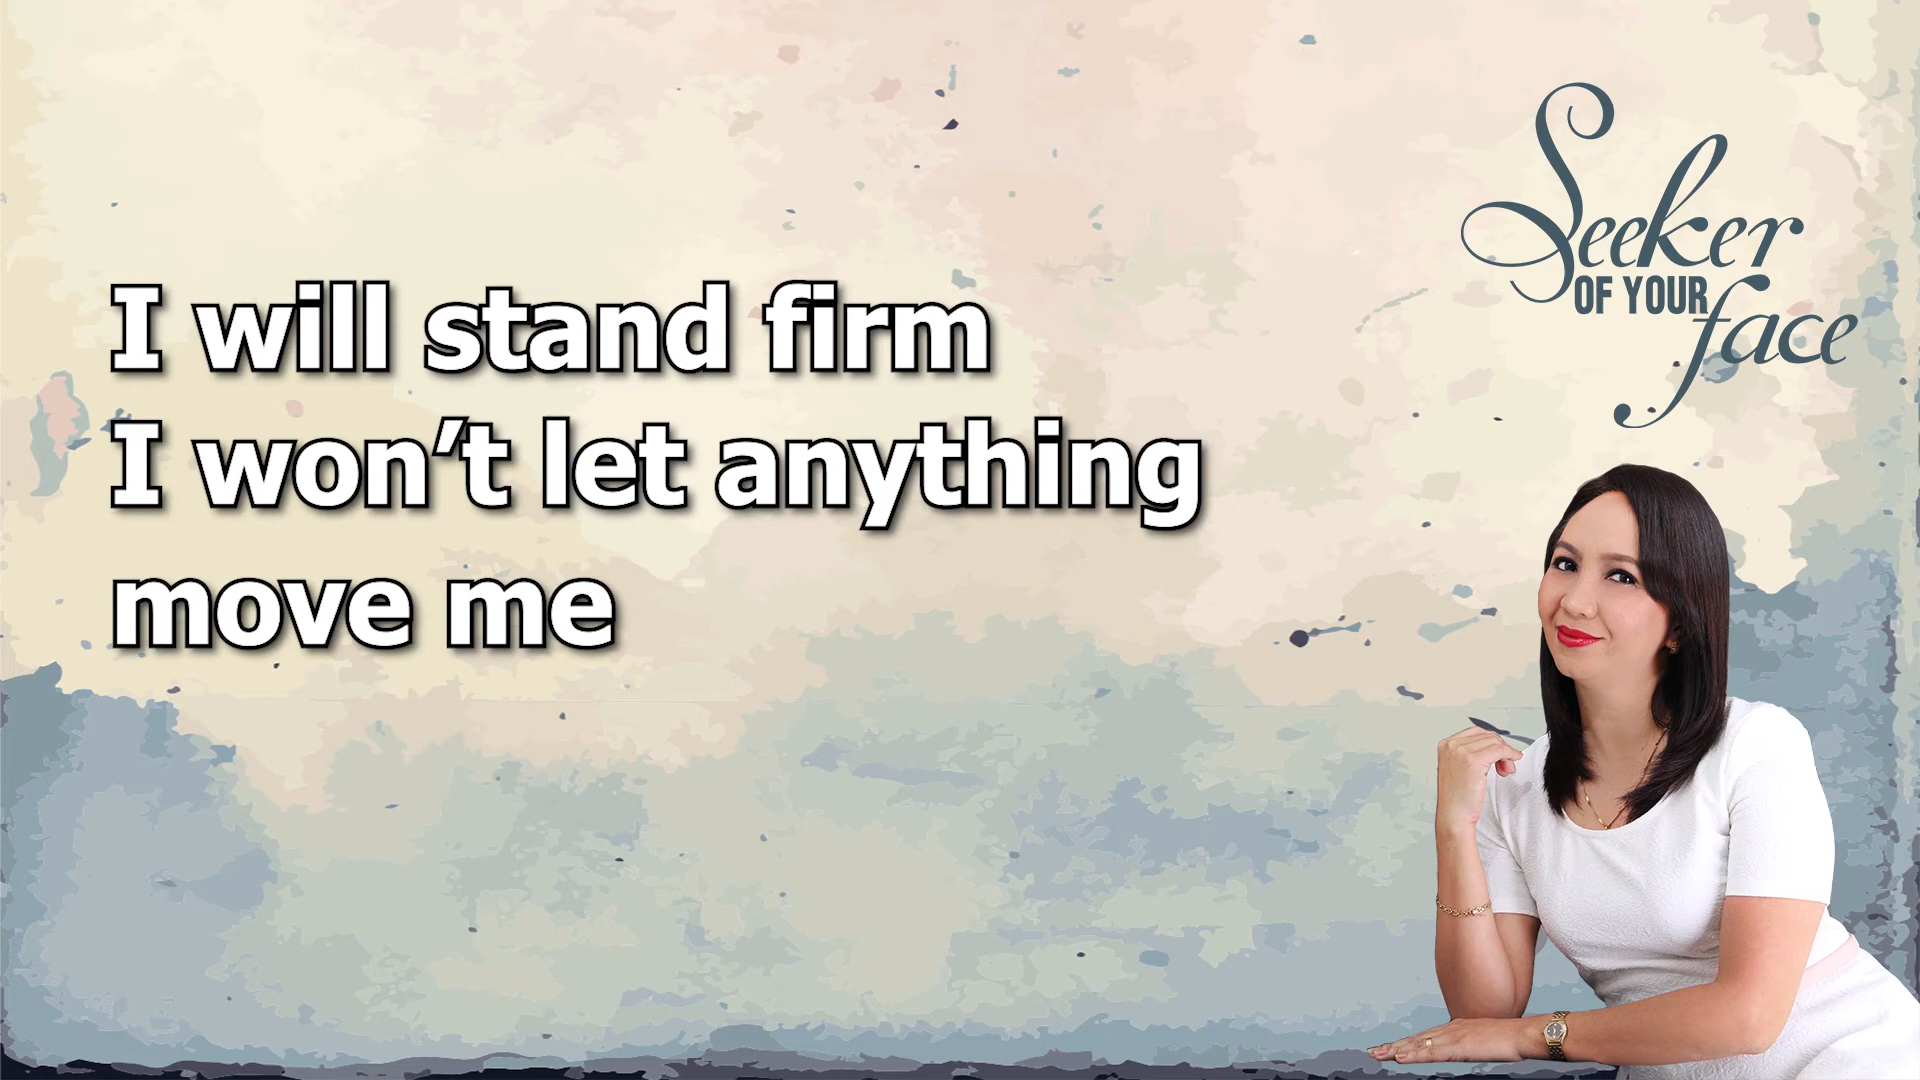 I will stand firm
I won’t let anything
move me
Seeker
OF YOUR
face